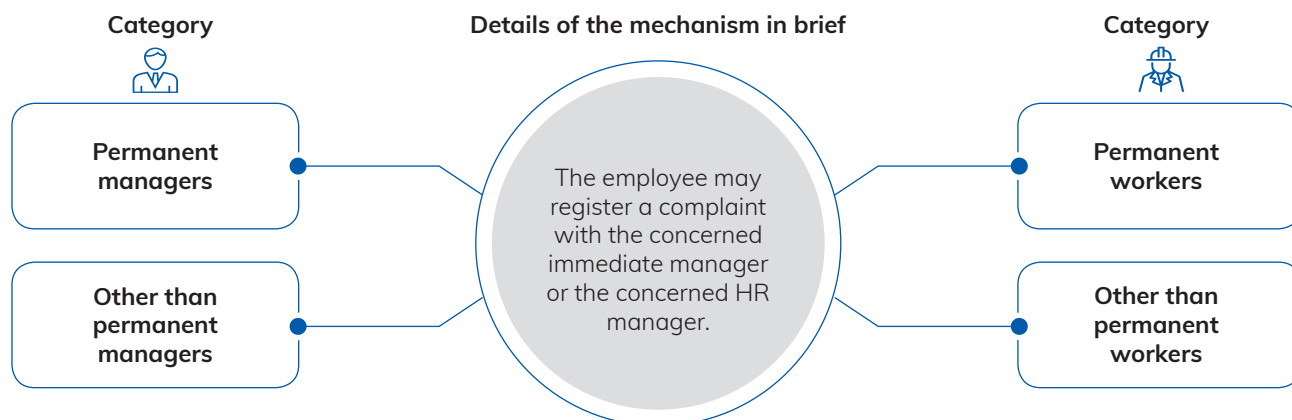 Category
Details of the mechanism in brief
Category
Permanent
managers
Other than
permanent
managers
The employee may
register a complaint
with the concerned
immediate manager
or the concerned HR
manager.
Permanent
workers
Other than
permanent
workers